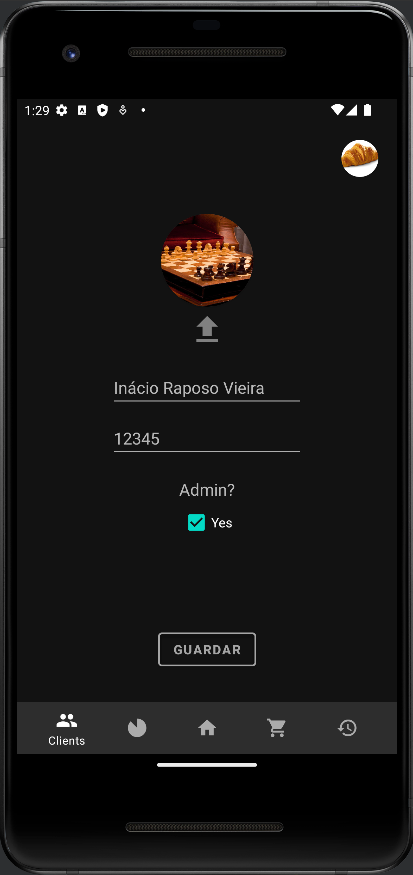 1:29
Inácio Raposo Vieira
12345
Admin?
Yes
GUARDAR
Clients